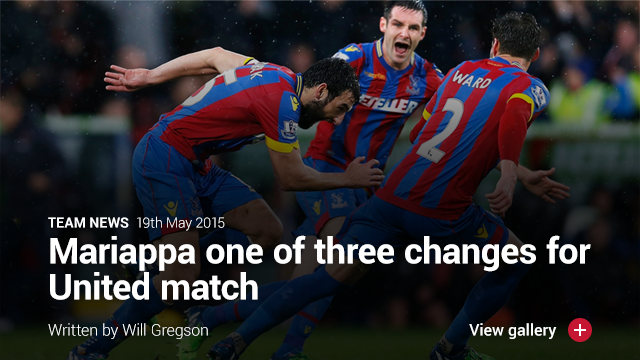 WARD
2
NETELLER
TEAM NEWS 19th May 2015
Mariappa one of three changes for
United match
Written by Will Gregson
View gallery